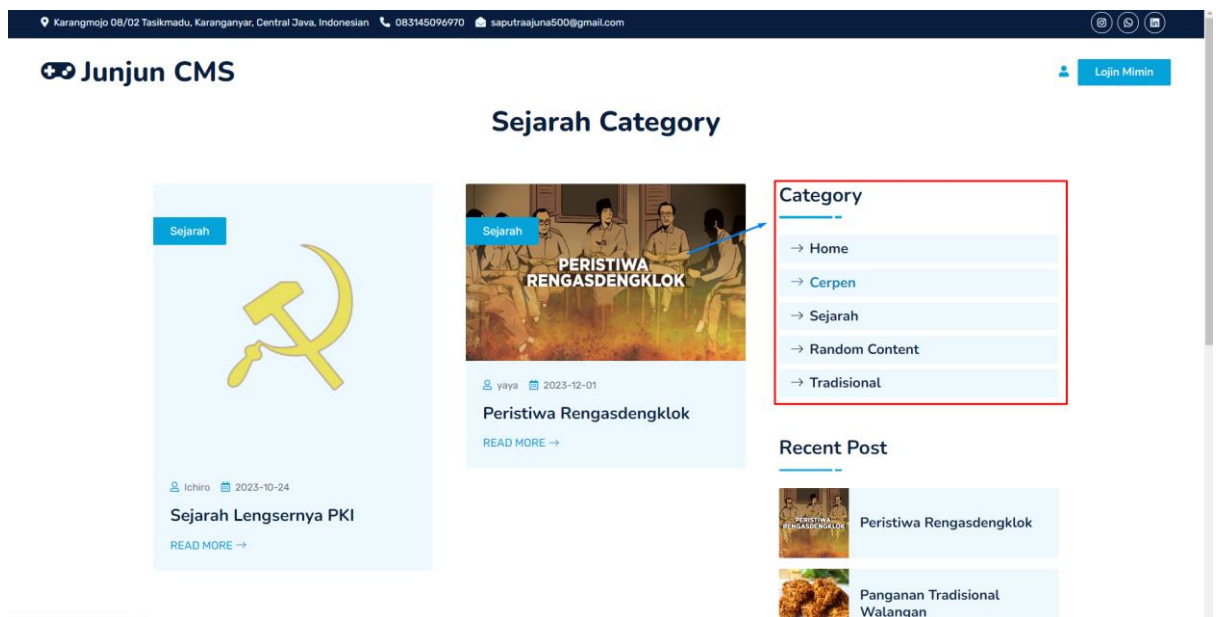 Karangmojo 08/02 Tasikmadu, Karanganyar, Central Java, Indonesian 083145096970 saputraajuna500@gmail.com
Junjun CMS
Lojin Mimin
Sejarah Category
Sejarah
Ichiro 2023-10-24
Sejarah Lengsernya PKI
READ MORE →
Sejarah
PERISTIWA
RENGASDENGKLOK
yaya 2023-12-01
Peristiwa Rengasdengklok
READ MORE →
Category
→ Home
→ Cerpen
→ Sejarah
→ Random Content
→ Tradisional
Recent Post
PERISTIWA
RENGASDENGKLOK
Peristiwa Rengasdengklok
Panganan Tradisional
Walangan